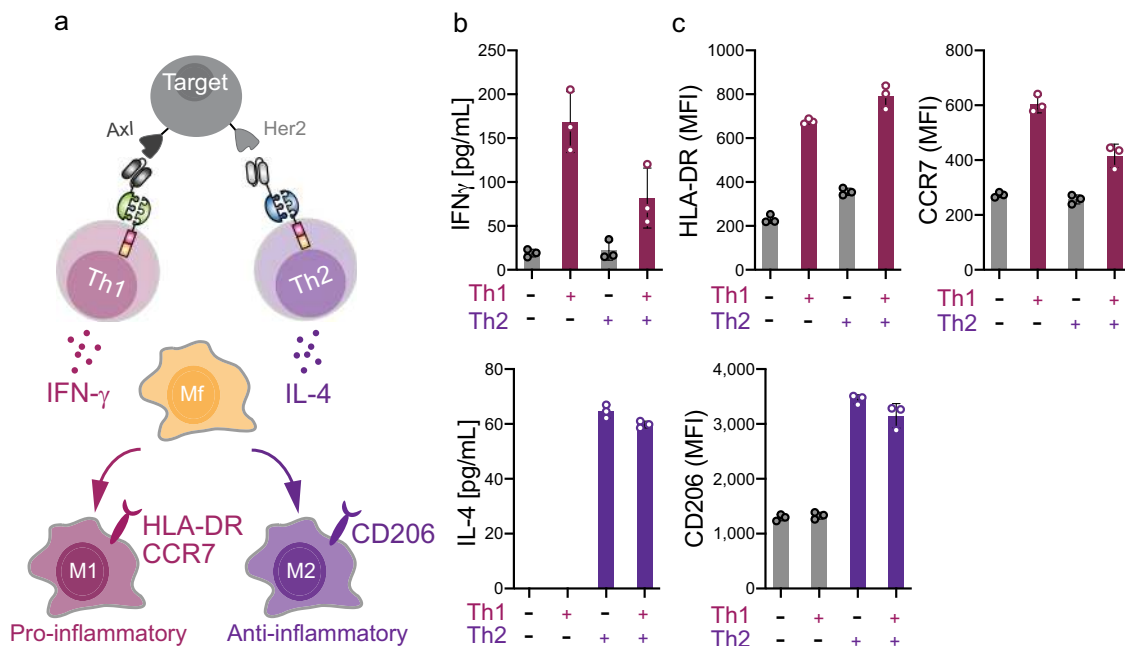 a
Target
Axl
Her2
Th1
Th2
IFN-γ
IL-4
Mf
HLA-DR
CCR7
CD206
M1
M2
Pro-inflammatory
Anti-inflammatory
b
IFNγ [pg/mL]
250
200
150
100
50
0
Th1 - + - +
Th2 - - + +
IL-4 [pg/mL]
80
60
40
20
0
Th1 - + - +
Th2 - - + +
c
HLA-DR (MFI)
1000
800
600
400
200
0
Th1 - + - +
Th2 - - + +
CCR7 (MFI)
800
600
400
200
0
Th1 - + - +
Th2 - - + +
CD206 (MFI)
4,000
3,000
2,000
1,000
0
Th1 - + - +
Th2 - - + +